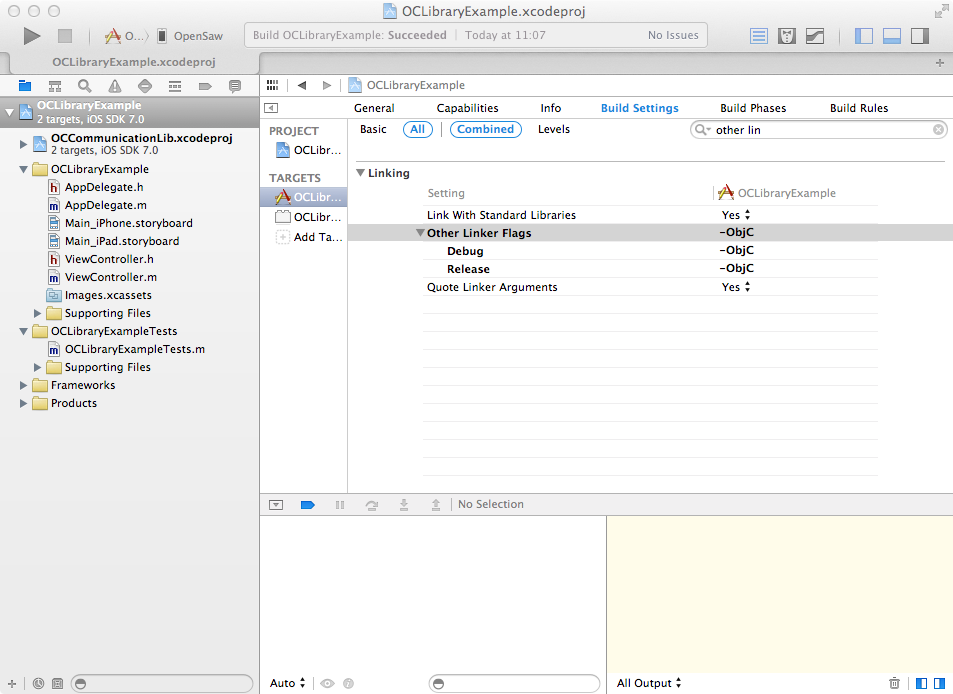 OCLibraryExample.xcodeproj
O...〉 OpenSaw
Build OCLibraryExample: Succeeded | Today at 11:07 No Issues
OCLibraryExample.xcodeproj
OCLibraryExample
2 targets, iOS SDK 7.0
OCCommunicationLib.xcodeproj
2 targets, iOS SDK 7.0
OCLibraryExample
AppDelegate.h
AppDelegate.m
Main_iPhone.storyboard
Main_iPad.storyboard
ViewController.h
ViewController.m
Images.xcassets
Supporting Files
OCLibraryExampleTests
OCLibraryExampleTests.m
Supporting Files
Frameworks
Products
OCLibraryExample
General Capabilities Info Build Settings Build Phases Build Rules
PROJECT
OCLibr...
TARGETS
OCLibr...
OCLibr...
Add Ta...
Basic All Combined Levels other lin
Linking
Setting OCLibraryExample
Link With Standard Libraries Yes
Other Linker Flags -ObjC
Debug -ObjC
Release -ObjC
Quote Linker Arguments Yes
No Selection
Auto All Output